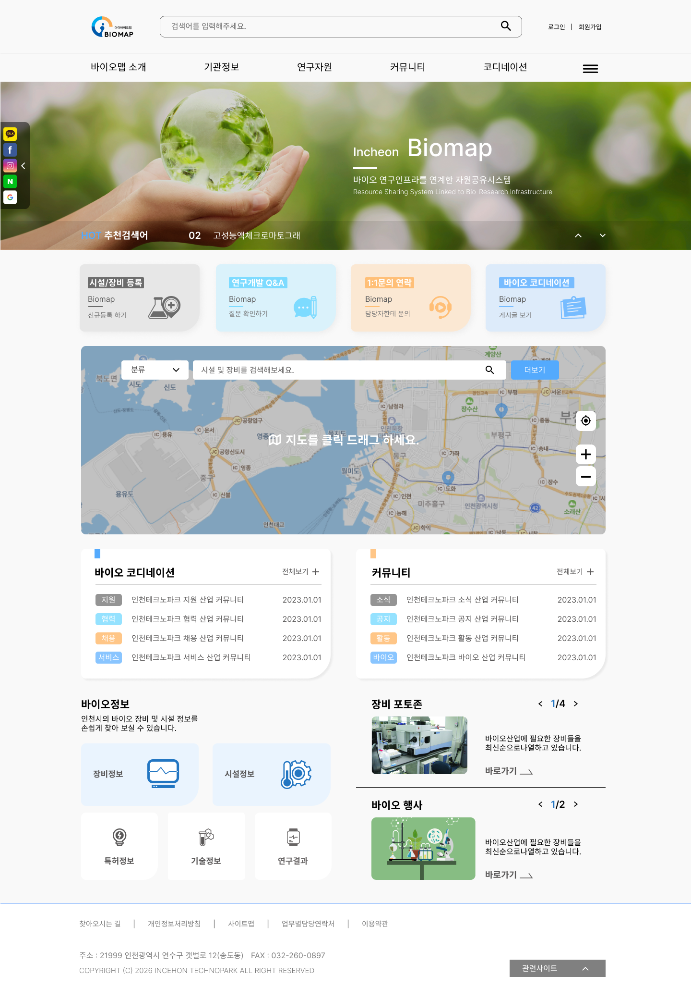 아이바이오맵
BIOMAP
검색어를 입력해주세요.
로그인 | 회원가입
바이오맵 소개
기관정보
연구자원
커뮤니티
코디네이션
TALK
f
N
G
Incheon Biomap
바이오 연구인프라를 연계한 자원공유시스템
Resource Sharing System Linked to Bio-Research Infrastructure
HOT 추천검색어 02 고성능액체크로마토그래
시설/장비 등록
Biomap
신규등록 하기
연구개발 Q&A
Biomap
질문 확인하기
1:1문의 연락
Biomap
담당자한테 문의
바이오 코디네이션
Biomap
게시글 보기
계양산
분류
시설 및 장비를 검색해보세요.
더보기
북도면
시도
신도
IC 부평
JC 서운
IC 남청라
장수산
JC 공항입구
IC 중동
인천북항
IC 운서
IC 용유
부평구
지도를 클릭 드래그 하세요.
IC 송내
JC 공항신도시
IC 가좌
동구
IC 영종
월미도
중구
IC 장수
IC 도화
용유도
IC 신불
IC 인천
미추홀구
인천광역시청
42
소래산
IC 능해
인천대교
JC 학익
IC 남동
JC 서창
바이오 코디네이션
전체보기
지원 인천테크노파크 지원 산업 커뮤니티 2023.01.01
협력 인천테크노파크 협력 산업 커뮤니티 2023.01.01
채용 인천테크노파크 채용 산업 커뮤니티 2023.01.01
서비스 인천테크노파크 서비스 산업 커뮤니티 2023.01.01
커뮤니티
전체보기
소식 인천테크노파크 소식 산업 커뮤니티 2023.01.01
공지 인천테크노파크 공지 산업 커뮤니티 2023.01.01
활동 인천테크노파크 활동 산업 커뮤니티 2023.01.01
바이오 인천테크노파크 바이오 산업 커뮤니티 2023.01.01
바이오정보
인천시의 바이오 장비 및 시설 정보를
손쉽게 찾아 보실 수 있습니다.
장비정보
시설정보
특허정보
기술정보
연구결과
장비 포토존
1/4
바이오산업에 필요한 장비들을
최신순으로나열하고 있습니다.
바로가기
바이오 행사
1/2
바이오산업에 필요한 장비들을
최신순으로나열하고 있습니다.
바로가기
찾아오시는 길 | 개인정보처리방침 | 사이트맵 | 업무별담당연락처 | 이용약관
주소 : 21999 인천광역시 연수구 갯벌로 12(송도동) FAX : 032-260-0897
COPYRIGHT (C) 2026 INCEHON TECHNOPARK ALL RIGHT RESERVED
관련사이트